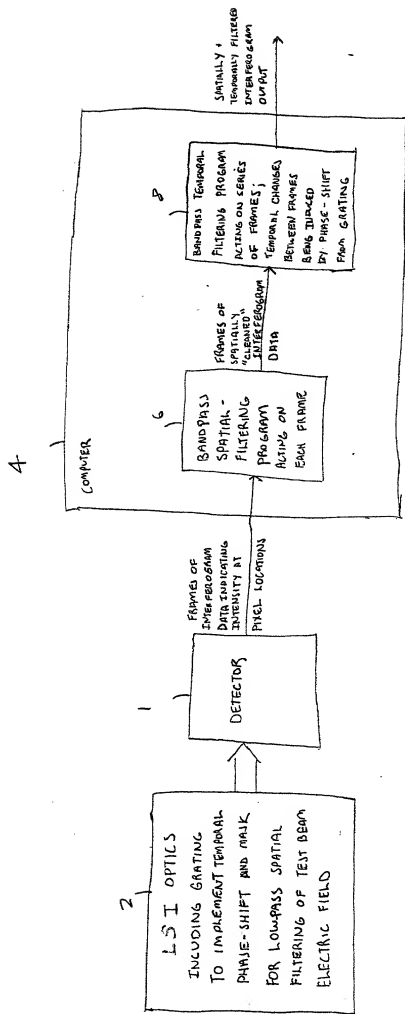 2
LSI OPTICS
INCUDING GRATING
TO IMPLEMENT TEMPORAL
PHASE-SHIFT AND MASK
FOR LOWPASS SPATIAL
FILTERING OF TEST BEAM
ELECTRIC FIELD
1
DETECTOR
FRAMES OF
INTERFEROGRAM
DATA INDICATING
INTENSITY AT
PIXEL LOCATIONS
4
COMPUTER
6
BANDPASS
SPATIAL-
FILTERING
PROGRAM
ACTING ON
EACH FRAME
FRAMES OF
SPATIALLY
"CLEANED"
INTERFEROGRAM
DATA
8
BANDPASS TEMPORAL
FILTERING PROGRAM
ACTING ON SERIES
OF FRAMES;
TEMPORAL CHANGES
BETWEEN FRAMES
BEING INDUCED
BY PHASE-SHIFT
FROM GRATING
SPATIALLY +
TEMPORALLY FILTERED
INTERFEROGRAM
OUTPUT